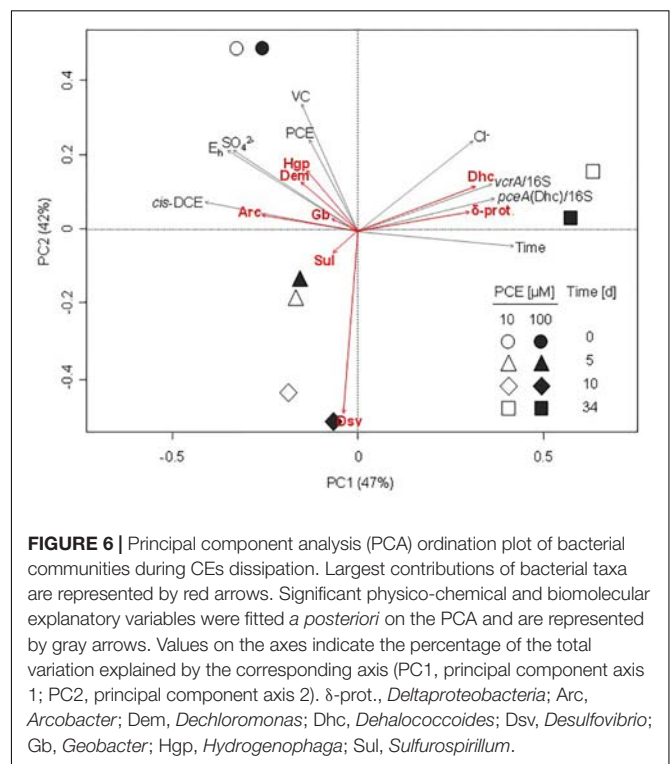 0.4
0.2
0
-0.2
-0.4
PC2 (42%)
VC
PCE
SO₄²⁻
Eₕ
Hgp
Dem
cis-DCE
Arc
Gb
Sul
Dsv
Cl-
Dhc
vcrA/16S
pceA(Dhc)/16S
δ-prot.
Time
PCE [µM] Time [d]
10 100
0
5
10
34
-0.5 0 0.5
PC1 (47%)
FIGURE 6 | Principal component analysis (PCA) ordination plot of bacterial
communities during CEs dissipation. Largest contributions of bacterial taxa
are represented by red arrows. Significant physico-chemical and biomolecular
explanatory variables were fitted a posteriori on the PCA and are represented
by gray arrows. Values on the axes indicate the percentage of the total
variation explained by the corresponding axis (PC1, principal component axis
1; PC2, principal component axis 2). δ-prot., Deltaproteobacteria; Arc,
Arcobacter; Dem, Dechloromonas; Dhc, Dehalococcoides; Dsv, Desulfovibrio;
Gb, Geobacter; Hgp, Hydrogenophaga; Sul, Sulfurospirillum.